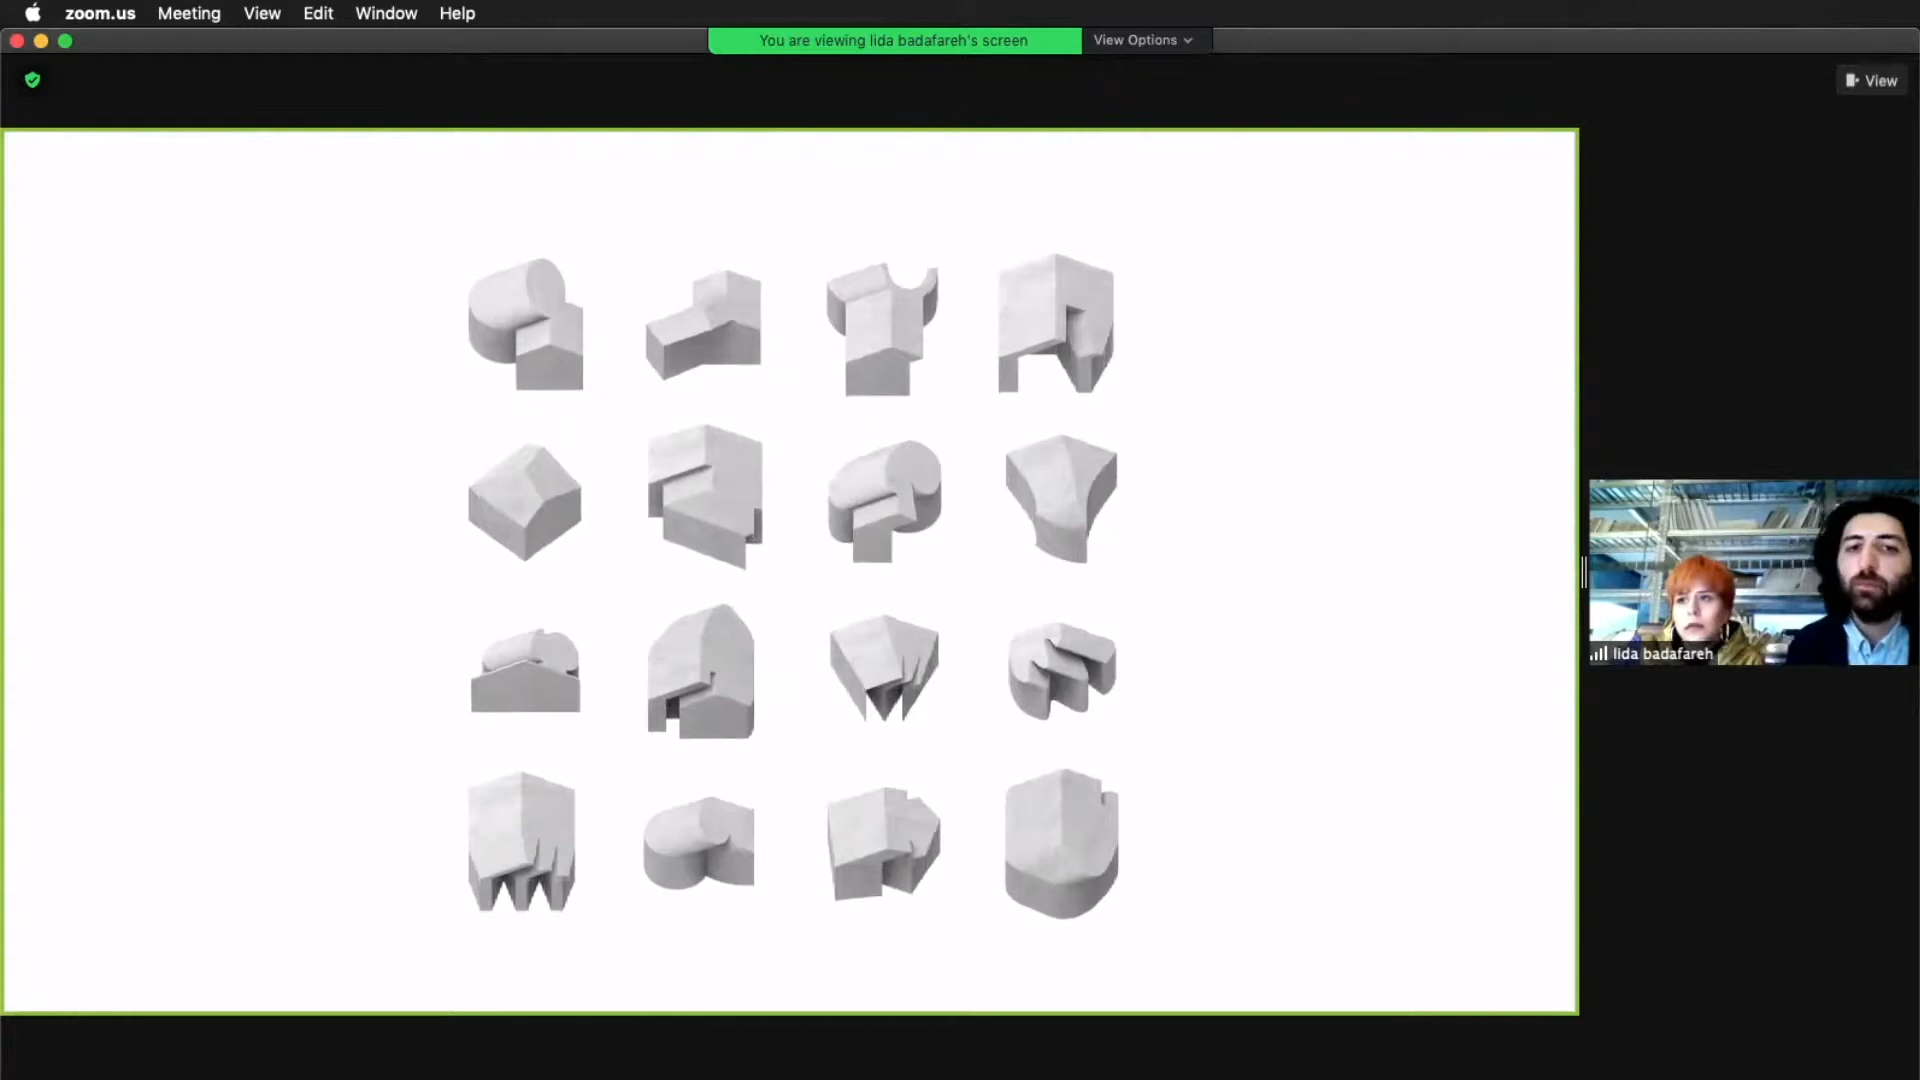 zoom.us Meeting View Edit Window Help
You are viewing lida badafareh's screen View Options
View
lida badafareh